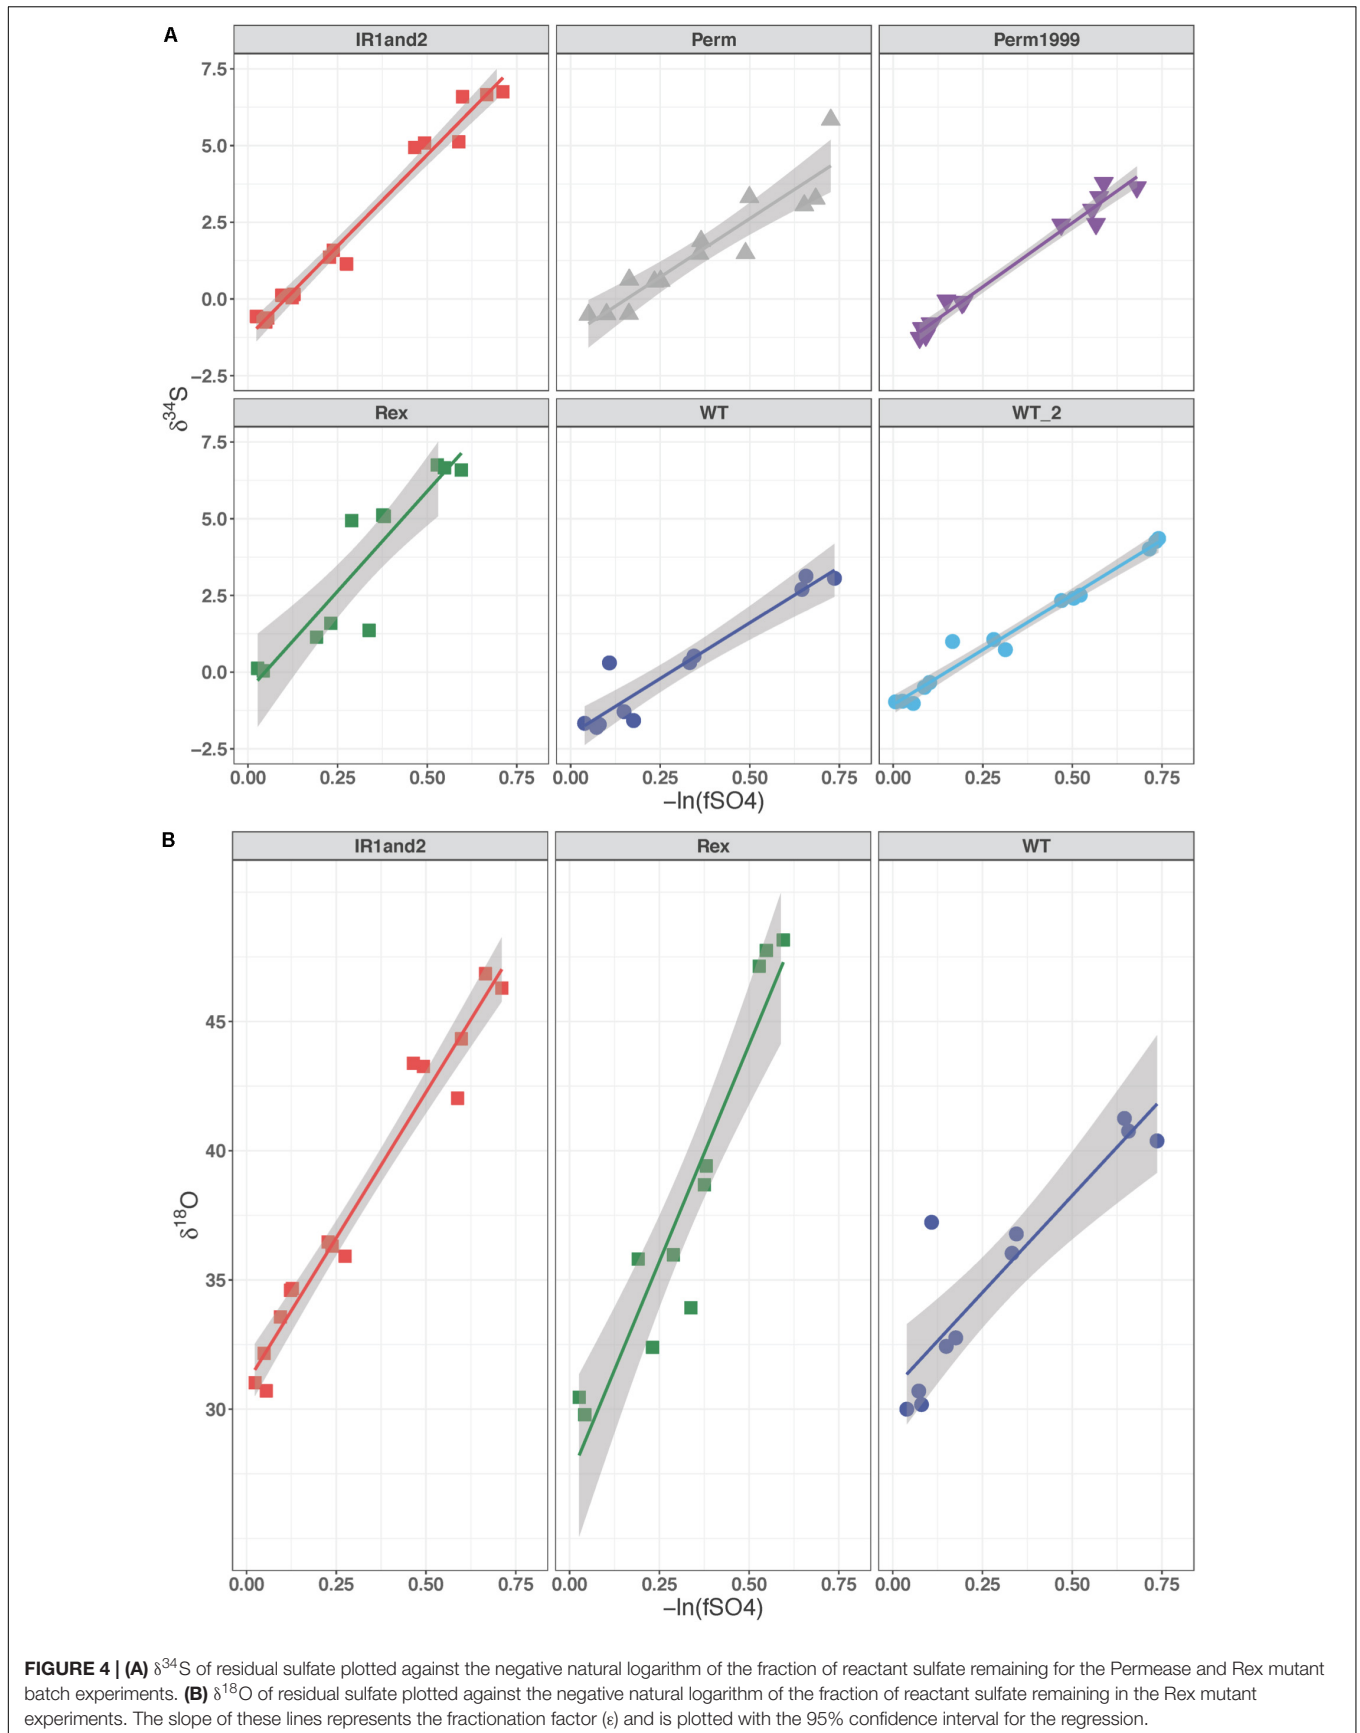 A
IR1and2 Perm Perm1999
7.5
5.0
2.5
0.0
−2.5
δ³⁴S
Rex WT WT_2
7.5
5.0
2.5
0.0
−2.5
0.00 0.25 0.50 0.75 0.00 0.25 0.50 0.75 0.00 0.25 0.50 0.75
−ln(fSO4)
B
IR1and2 Rex WT
45
40
35
30
δ¹⁸O
0.00 0.25 0.50 0.75 0.00 0.25 0.50 0.75 0.00 0.25 0.50 0.75
−ln(fSO4)
FIGURE 4 | (A) δ³⁴S of residual sulfate plotted against the negative natural logarithm of the fraction of reactant sulfate remaining for the Permease and Rex mutant
batch experiments. (B) δ¹⁸O of residual sulfate plotted against the negative natural logarithm of the fraction of reactant sulfate remaining in the Rex mutant
experiments. The slope of these lines represents the fractionation factor (ε) and is plotted with the 95% confidence interval for the regression.